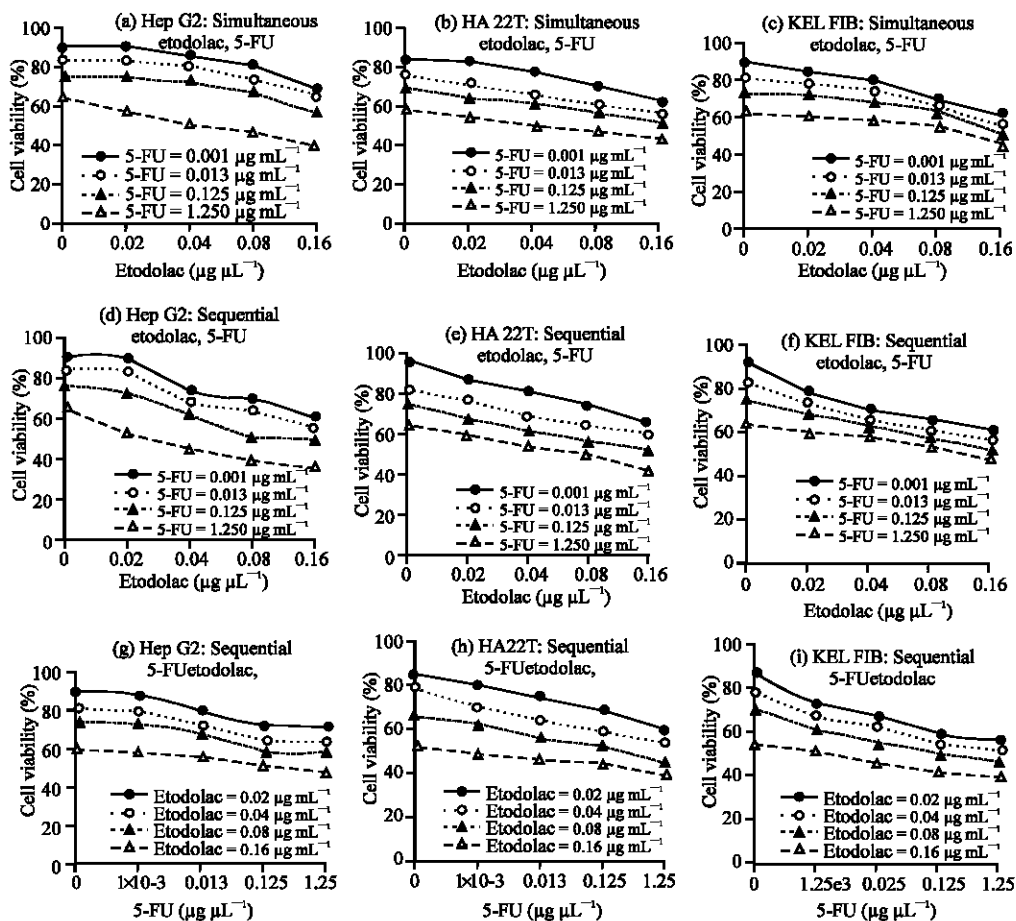 (a) Hep G2: Simultaneous
etodolac, 5-FU
Cell viability (%)
100
80
60
40
20
0
5-FU = 0.001 µg mL⁻¹
5-FU = 0.013 µg mL⁻¹
5-FU = 0.125 µg mL⁻¹
5-FU = 1.250 µg mL⁻¹
0 0.02 0.04 0.08 0.16
Etodolac (µg µL⁻¹)
(b) HA 22T: Simultaneous
etodolac, 5-FU
Cell viability (%)
100
80
60
40
20
0
5-FU = 0.001 µg mL⁻¹
5-FU = 0.013 µg mL⁻¹
5-FU = 0.125 µg mL⁻¹
5-FU = 1.250 µg mL⁻¹
0 0.02 0.04 0.08 0.16
Etodolac (µg µL⁻¹)
(c) KEL FIB: Simultaneous
etodolac, 5-FU
Cell viability (%)
100
80
60
40
20
0
5-FU = 0.001 µg mL⁻¹
5-FU = 0.013 µg mL⁻¹
5-FU = 0.125 µg mL⁻¹
5-FU = 1.250 µg mL⁻¹
0 0.02 0.04 0.08 0.16
Etodolac (µg µL⁻¹)
(d) Hep G2: Sequential
etodolac, 5-FU
Cell viability (%)
100
80
60
40
20
0
5-FU = 0.001 µg mL⁻¹
5-FU = 0.013 µg mL⁻¹
5-FU = 0.125 µg mL⁻¹
5-FU = 1.250 µg mL⁻¹
0 0.02 0.04 0.08 0.16
Etodolac (µg µL⁻¹)
(e) HA 22T: Sequential
etodolac, 5-FU
Cell viability (%)
100
80
60
40
20
0
5-FU = 0.001 µg mL⁻¹
5-FU = 0.013 µg mL⁻¹
5-FU = 0.125 µg mL⁻¹
5-FU = 1.250 µg mL⁻¹
0 0.02 0.04 0.08 0.16
Etodolac (µg µL⁻¹)
(f) KEL FIB: Sequential
etodolac, 5-FU
Cell viability (%)
100
80
60
40
20
0
5-FU = 0.001 µg mL⁻¹
5-FU = 0.013 µg mL⁻¹
5-FU = 0.125 µg mL⁻¹
5-FU = 1.250 µg mL⁻¹
0 0.02 0.04 0.08 0.16
Etodolac (µg µL⁻¹)
(g) Hep G2: Sequential
5-FUetodolac,
Cell viability (%)
100
80
60
40
20
0
Etodolac = 0.02 µg mL⁻¹
Etodolac = 0.04 µg mL⁻¹
Etodolac = 0.08 µg mL⁻¹
Etodolac = 0.16 µg mL⁻¹
0 1×10-3 0.013 0.125 1.25
5-FU (µg µL⁻¹)
(h) HA22T: Sequential
5-FUetodolac,
Cell viability (%)
100
80
60
40
20
0
Etodolac = 0.02 µg mL⁻¹
Etodolac = 0.04 µg mL⁻¹
Etodolac = 0.08 µg mL⁻¹
Etodolac = 0.16 µg mL⁻¹
0 1×10-3 0.013 0.125 1.25
5-FU (µg µL⁻¹)
(i) KEL FIB: Sequential
5-FUetodolac
Cell viability (%)
100
80
60
40
20
0
Etodolac = 0.02 µg mL⁻¹
Etodolac = 0.04 µg mL⁻¹
Etodolac = 0.08 µg mL⁻¹
Etodolac = 0.16 µg mL⁻¹
0 1.25e3 0.025 0.125 1.25
5-FU (µg µL⁻¹)